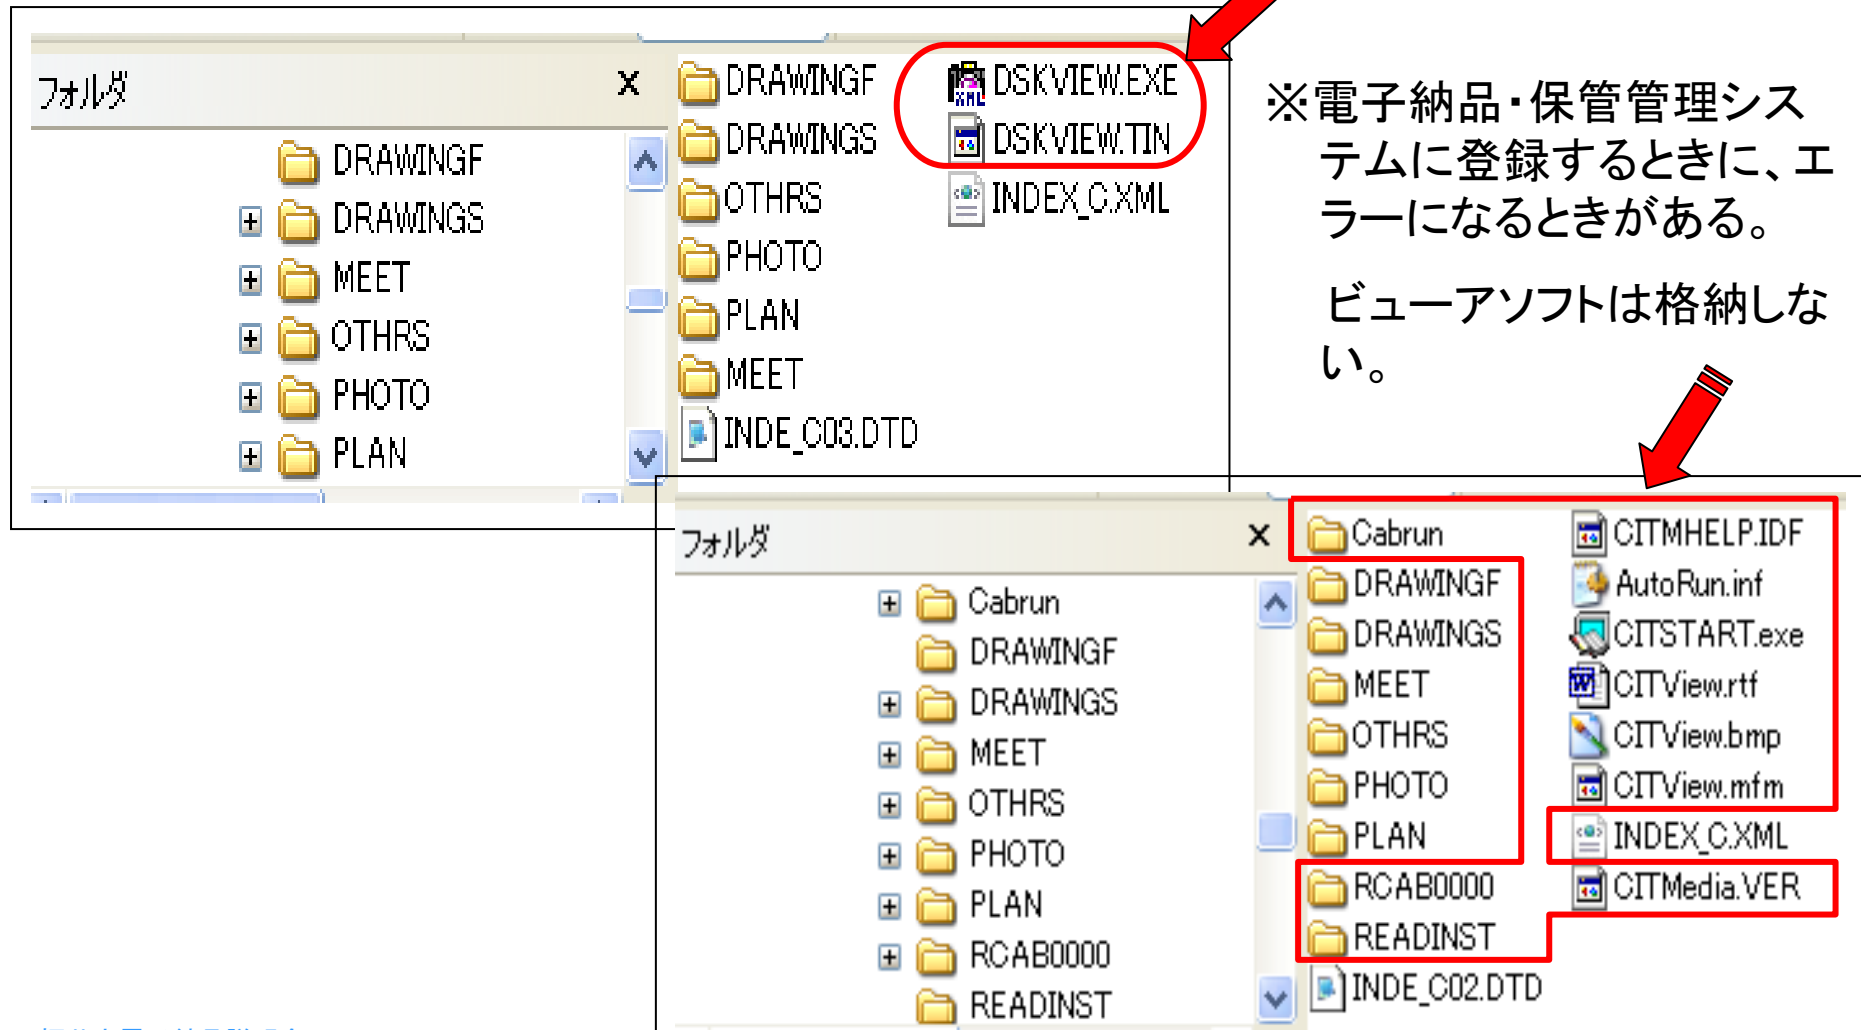 フォルダ
DRAWINGF
DRAWINGS
MEET
OTHRS
PHOTO
PLAN
DRAWINGF
DRAWINGS
OTHRS
PHOTO
PLAN
MEET
INDE_C03.DTD
DSKVIEW.EXE
DSKVIEW.TIN
INDEX_C.XML
※電子納品・保管管理シス
テムに登録するときに、エ
ラーになるときがある。
ビューアソフトは格納しな
い。
フォルダ
Cabrun
DRAWINGF
DRAWINGS
MEET
OTHRS
PHOTO
PLAN
RCAB0000
READINST
Cabrun
DRAWINGF
DRAWINGS
MEET
OTHRS
PHOTO
PLAN
RCAB0000
READINST
INDE_C02.DTD
CITMHELP.IDF
AutoRun.inf
CITSTART.exe
CITView.rtf
CITView.bmp
CITView.mfm
INDEX_C.XML
CITMedia.VER